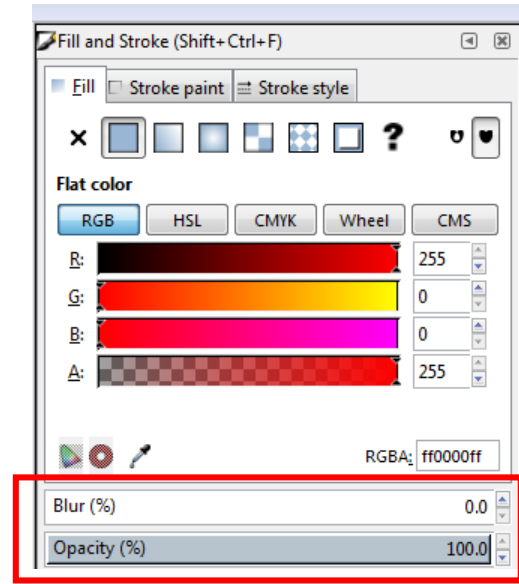 Fill and Stroke (Shift+Ctrl+F)
Fill Stroke paint Stroke style
?
Flat color
RGB HSL CMYK Wheel CMS
R: 255
G: 0
B: 0
A: 255
RGBA: ff0000ff
Blur (%) 0.0
Opacity (%) 100.0